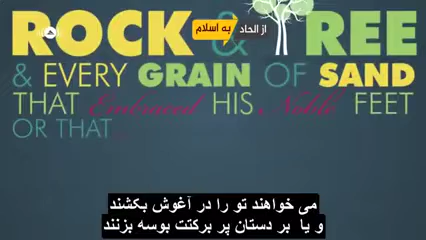 از الحاد به اسلام
ROCK & TREE
& EVERY GRAIN OF SAND
THAT Embraced HIS Noble FEET
OR THAT...
می خواهند تو را در آغوش بکشند
و یا بر دستان پر برکتت بوسه بزنند